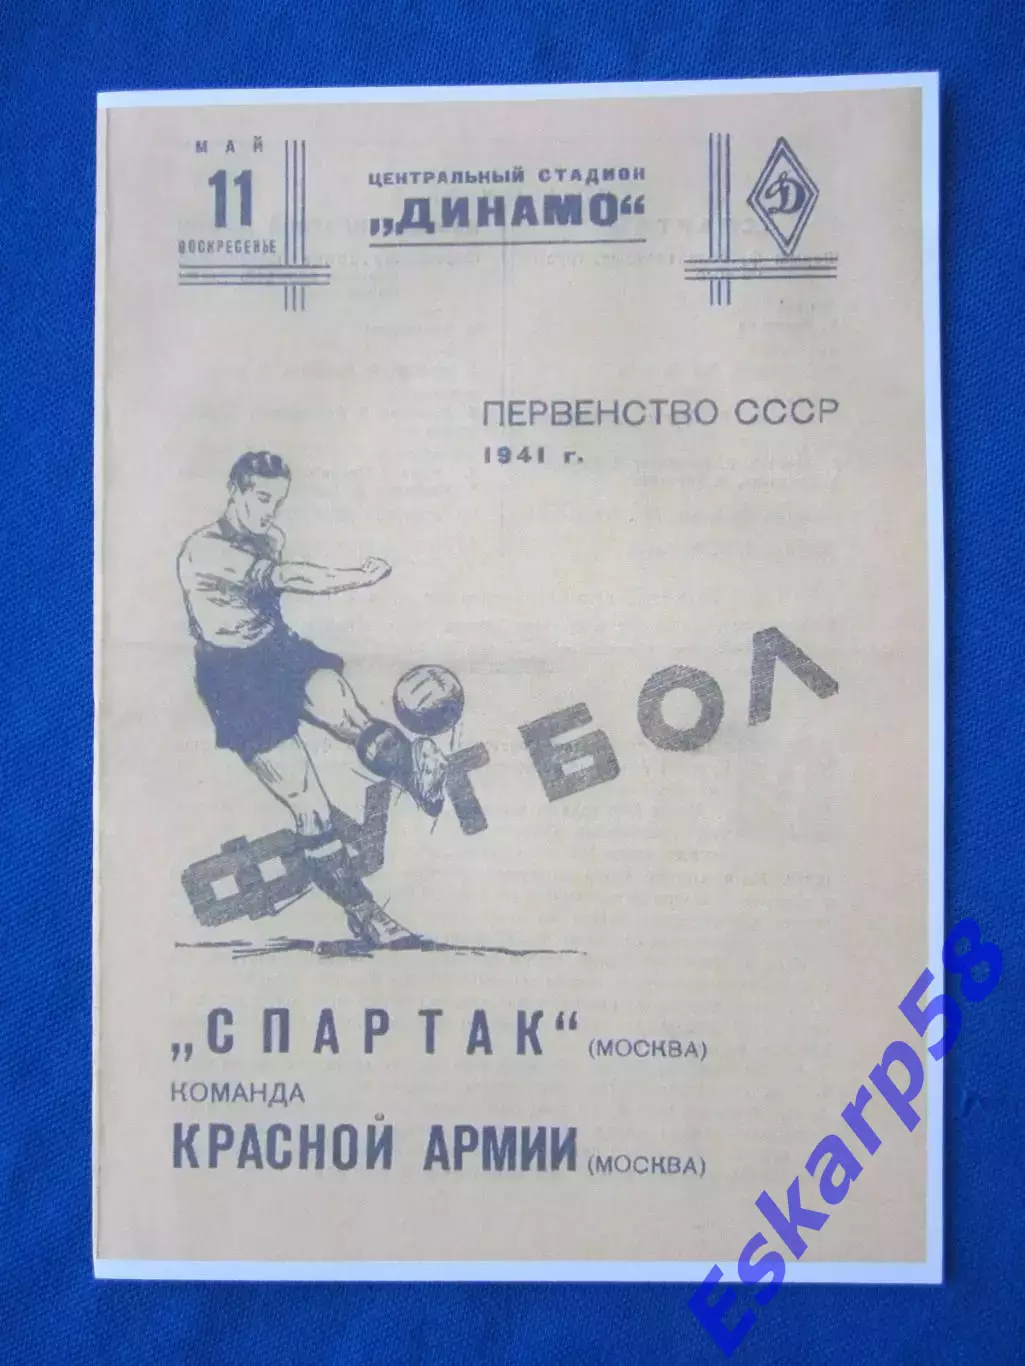 МАЙ
11
ВОСКРЕСЕНЬЕ
ЦЕНТРАЛЬНЫЙ СТАДИОН
„ДИНАМО“
Д
ПЕРВЕНСТВО СССР
1941 г.
ФУТБОЛ
„СПАРТАК“ (МОСКВА)
КОМАНДА
КРАСНОЙ АРМИИ (МОСКВА)
Eskarp58